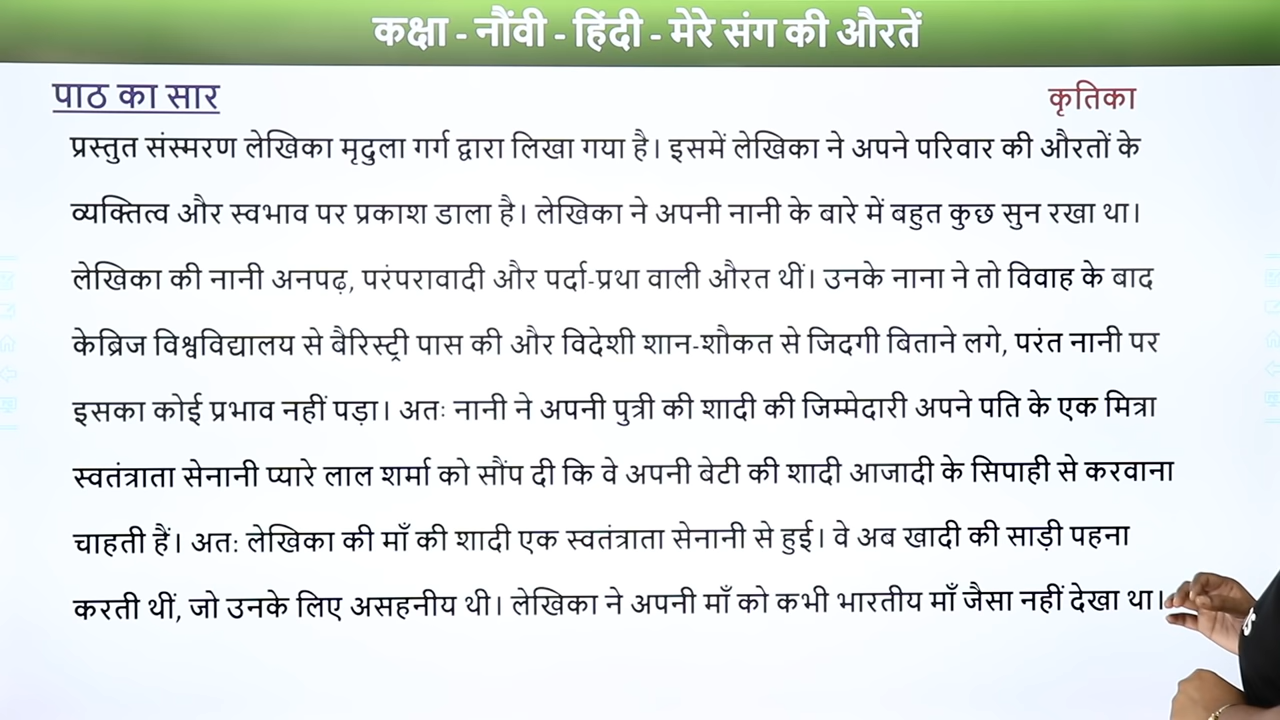 कक्षा - नौंवी - हिंदी - मेरे संग की औरतें
पाठ का सार
कृतिका
प्रस्तुत संस्मरण लेखिका मृदुला गर्ग द्वारा लिखा गया है। इसमें लेखिका ने अपने परिवार की औरतों के
व्यक्तित्व और स्वभाव पर प्रकाश डाला है। लेखिका ने अपनी नानी के बारे में बहुत कुछ सुन रखा था।
लेखिका की नानी अनपढ़, परंपरावादी और पर्दा-प्रथा वाली औरत थीं। उनके नाना ने तो विवाह के बाद
केब्रिज विश्वविद्यालय से बैरिस्ट्री पास की और विदेशी शान-शौकत से जिदगी बिताने लगे, परंत नानी पर
इसका कोई प्रभाव नहीं पड़ा। अतः नानी ने अपनी पुत्री की शादी की जिम्मेदारी अपने पति के एक मित्रा
स्वतंत्राता सेनानी प्यारे लाल शर्मा को सौंप दी कि वे अपनी बेटी की शादी आजादी के सिपाही से करवाना
चाहती हैं। अतः लेखिका की माँ की शादी एक स्वतंत्राता सेनानी से हुई। वे अब खादी की साड़ी पहना
करती थीं, जो उनके लिए असहनीय थी। लेखिका ने अपनी माँ को कभी भारतीय माँ जैसा नहीं देखा था।